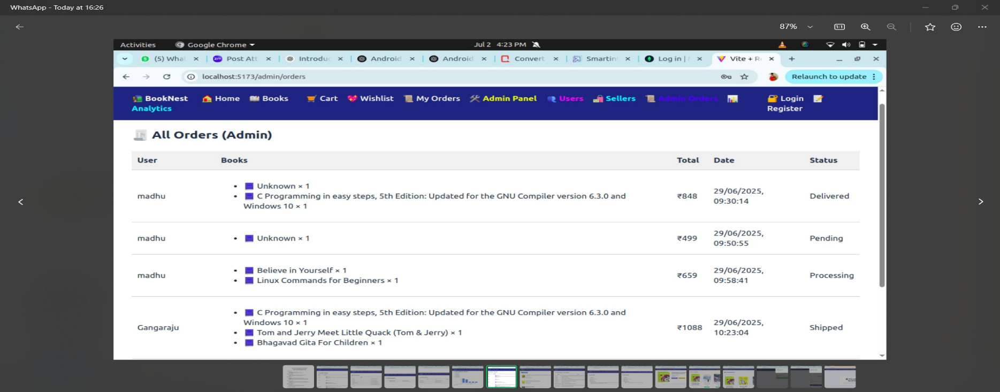 WhatsApp - Today at 16:26
87%
Activities Google Chrome Jul 2 4:23 PM
(5) What Post Att Introduc Android Android Convert Smartin Log in | Vite + Re
localhost:5173/admin/orders Relaunch to update
BookNest Home Books Cart Wishlist My Orders Admin Panel Users Sellers Admin Orders Login
Analytics Register
All Orders (Admin)
User Books Total Date Status
Unknown × 1
madhu C Programming in easy steps, 5th Edition: Updated for the GNU Compiler version 6.3.0 and ₹848 29/06/2025, Delivered
Windows 10 × 1 09:30:14
madhu Unknown × 1 ₹499 29/06/2025, Pending
09:50:55
madhu Believe in Yourself × 1 ₹659 29/06/2025, Processing
Linux Commands for Beginners × 1 09:58:41
C Programming in easy steps, 5th Edition: Updated for the GNU Compiler version 6.3.0 and
Gangaraju Windows 10 × 1 ₹1088 29/06/2025, Shipped
Tom and Jerry Meet Little Quack (Tom & Jerry) × 1 10:23:04
Bhagavad Gita For Children × 1